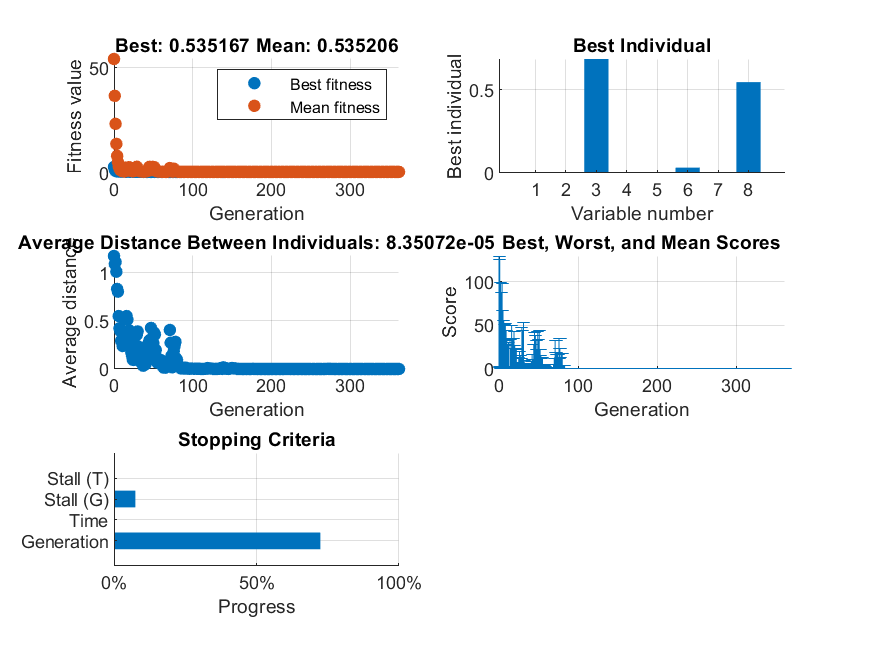 Best: 0.535167 Mean: 0.535206
Fitness value
50
0
Best fitness
Mean fitness
0 100 200 300
Generation
Best Individual
Best individual
0.5
0
1 2 3 4 5 6 7 8
Variable number
Average Distance Between Individuals: 8.35072e-05
Average distance
1
0.5
0
0 100 200 300
Generation
Best, Worst, and Mean Scores
Score
100
50
0
0 100 200 300
Generation
Stopping Criteria
Stall (T)
Stall (G)
Time
Generation
0% 50% 100%
Progress